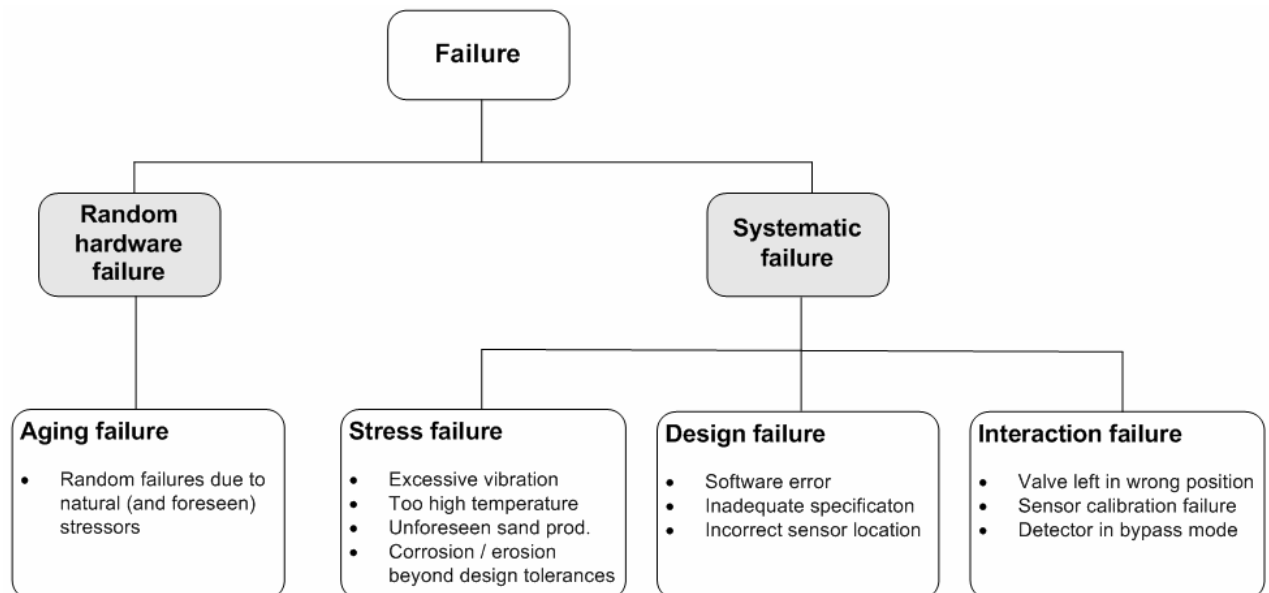 Failure
Random
hardware
failure
Systematic
failure
Aging failure
• Random failures due to
natural (and foreseen)
stressors
Stress failure
• Excessive vibration
• Too high temperature
• Unforeseen sand prod.
• Corrosion / erosion
beyond design tolerances
Design failure
• Software error
• Inadequate specificaton
• Incorrect sensor location
Interaction failure
• Valve left in wrong position
• Sensor calibration failure
• Detector in bypass mode